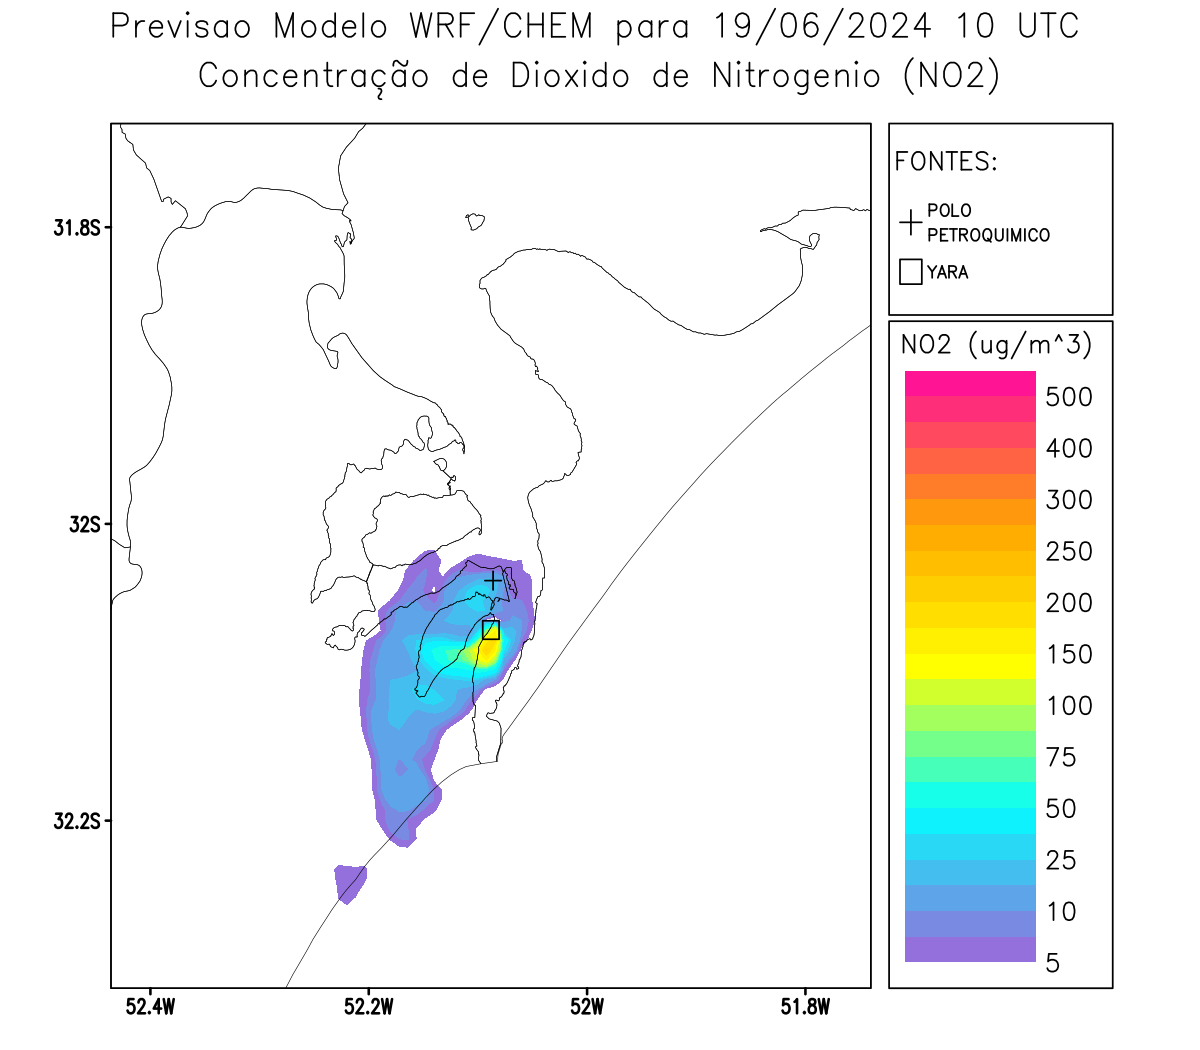 Previsao Modelo WRF/CHEM para 19/06/2024 10 UTC
Concentração de Dioxido de Nitrogenio (NO2)
FONTES:
POLO
PETROQUIMICO
YARA
NO2 (ug/m^3)
500
400
300
250
200
150
100
75
50
25
10
5
31.8S
32S
32.2S
52.4W
52.2W
52W
51.8W